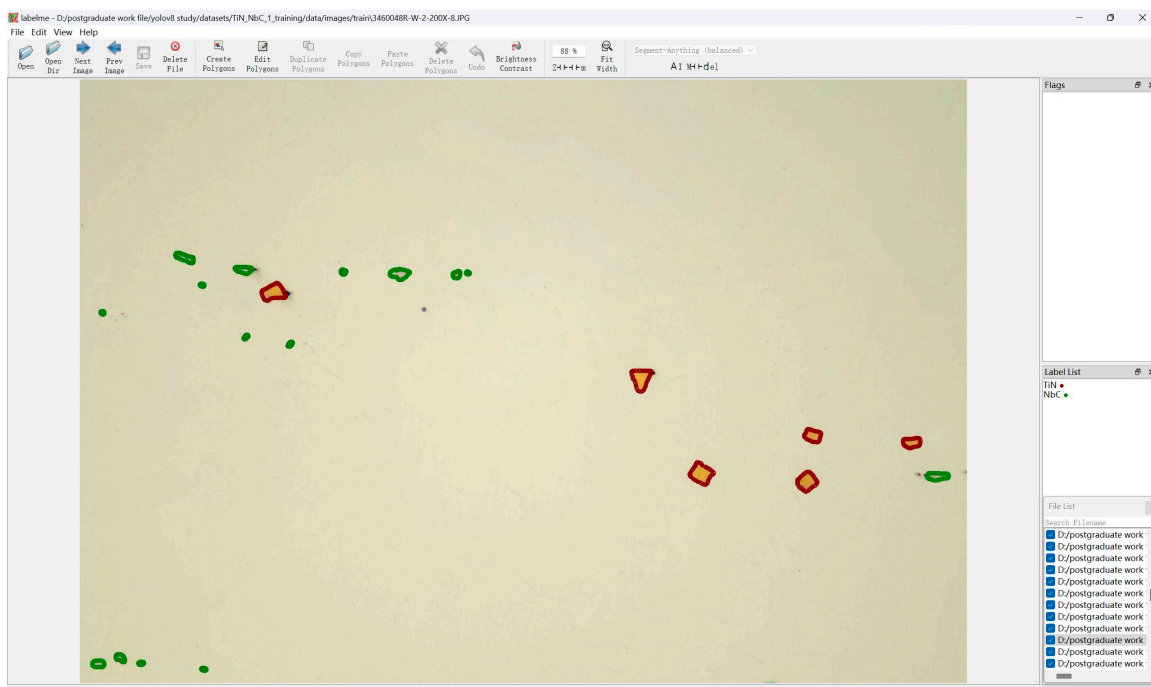 labelme - D:/postgraduate work file/yolov8 study/datasets/TiN_NbC_1_training/data/images/train\3460048R-W-2-200X-8.JPG
File Edit View Help
Open
Open Dir
Next Image
Prev Image
Save
Delete File
Create Polygons
Edit Polygons
Duplicate Polygons
Copy Polygons
Paste Polygons
Delete Polygons
Undo
Brightness Contrast
88 %
Fit Width
Segment-Anything (balanced)
Flags
Label List
TiN
NbC
File List
Search Filename
D:/postgraduate work
D:/postgraduate work
D:/postgraduate work
D:/postgraduate work
D:/postgraduate work
D:/postgraduate work
D:/postgraduate work
D:/postgraduate work
D:/postgraduate work
D:/postgraduate work
D:/postgraduate work
D:/postgraduate work